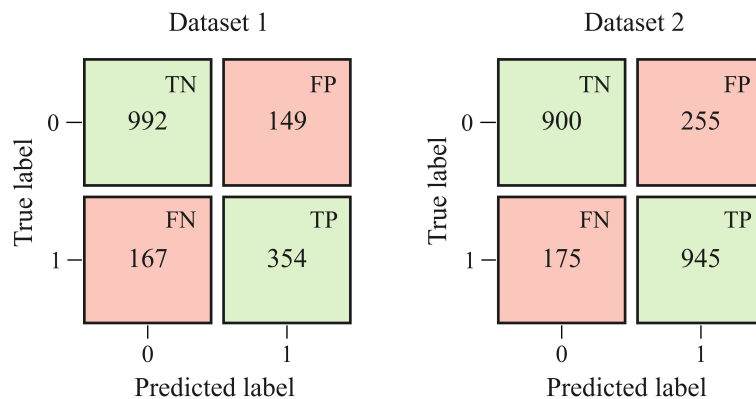 Dataset 1
TN
FP
0
992
149
FN
TP
1
167
354
0
1
Predicted label
True label
Dataset 2
TN
FP
0
900
255
FN
TP
1
175
945
0
1
Predicted label
True label